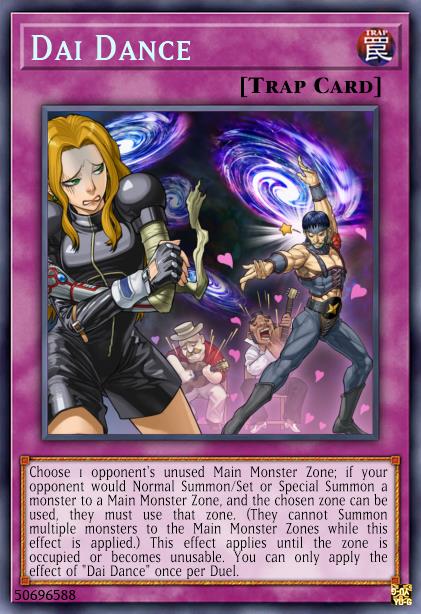 Dai Dance
TRAP
罠
[Trap Card]
Choose 1 opponent's unused Main Monster Zone; if your
opponent would Normal Summon/Set or Special Summon
a monster to a Main Monster Zone, and the chosen zone can be
used, they must use that zone. (They cannot Summon
multiple monsters to the Main Monster Zones while this
effect is applied.) This effect applies until the zone is
occupied or becomes unusable. You can only apply the
effect of "Dai Dance" once per Duel.
50696588